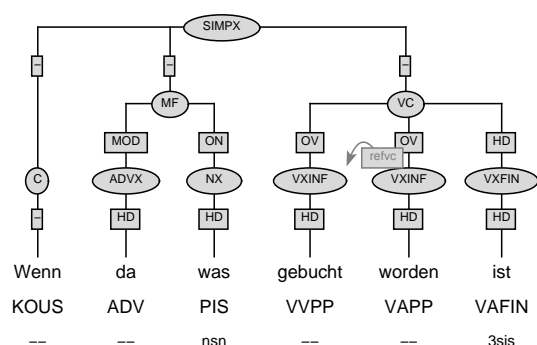 SIMPX
– – –
MF VC
MOD ON OV refvc OV HD
C ADVX NX VXINF VXINF VXFIN
– HD HD HD HD HD
Wenn da was gebucht worden ist
KOUS ADV PIS VVPP VAPP VAFIN
–– –– nsn –– –– 3sis